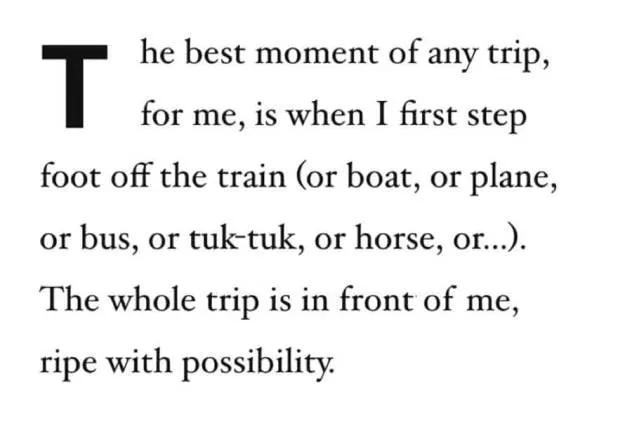 The best moment of any trip,
for me, is when I first step
foot off the train (or boat, or plane,
or bus, or tuk-tuk, or horse, or...).
The whole trip is in front of me,
ripe with possibility.